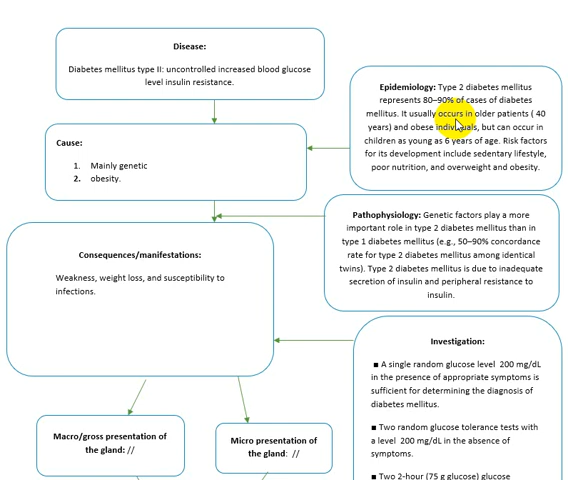 Disease:
Diabetes mellitus type II: uncontrolled increased blood glucose
level insulin resistance.
Epidemiology: Type 2 diabetes mellitus
represents 80–90% of cases of diabetes
mellitus. It usually occurs in older patients ( 40
years) and obese individuals, but can occur in
children as young as 6 years of age. Risk factors
for its development include sedentary lifestyle,
poor nutrition, and overweight and obesity.
Cause:
1. Mainly genetic
2. obesity.
Pathophysiology: Genetic factors play a more
important role in type 2 diabetes mellitus than in
type 1 diabetes mellitus (e.g., 50–90% concordance
rate for type 2 diabetes mellitus among identical
twins). Type 2 diabetes mellitus is due to inadequate
secretion of insulin and peripheral resistance to
insulin.
Consequences/manifestations:
Weakness, weight loss, and susceptibility to
infections.
Investigation:
■ A single random glucose level 200 mg/dL
in the presence of appropriate symptoms is
sufficient for determining the diagnosis of
diabetes mellitus.
■ Two random glucose tolerance tests with
a level 200 mg/dL in the absence of
symptoms.
■ Two 2-hour (75 g glucose) glucose
Macro/gross presentation of
the gland: //
Micro presentation of
the gland: //